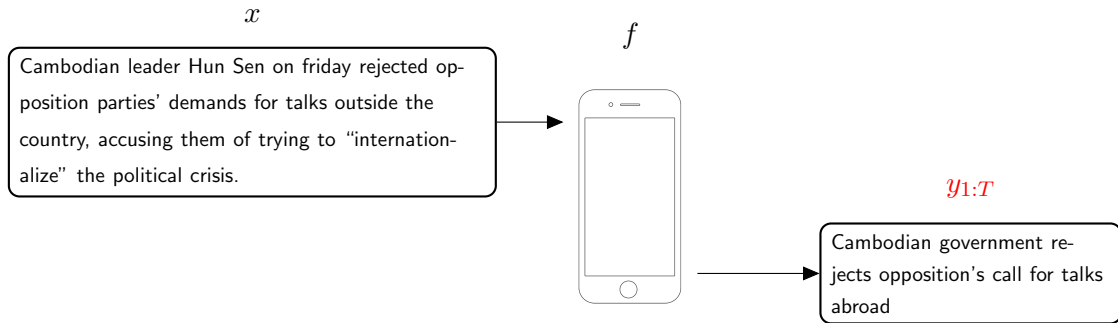 x
f
Cambodian leader Hun Sen on friday rejected op-
position parties' demands for talks outside the
country, accusing them of trying to “internation-
alize” the political crisis.
y1:T
Cambodian government re-
jects opposition's call for talks
abroad